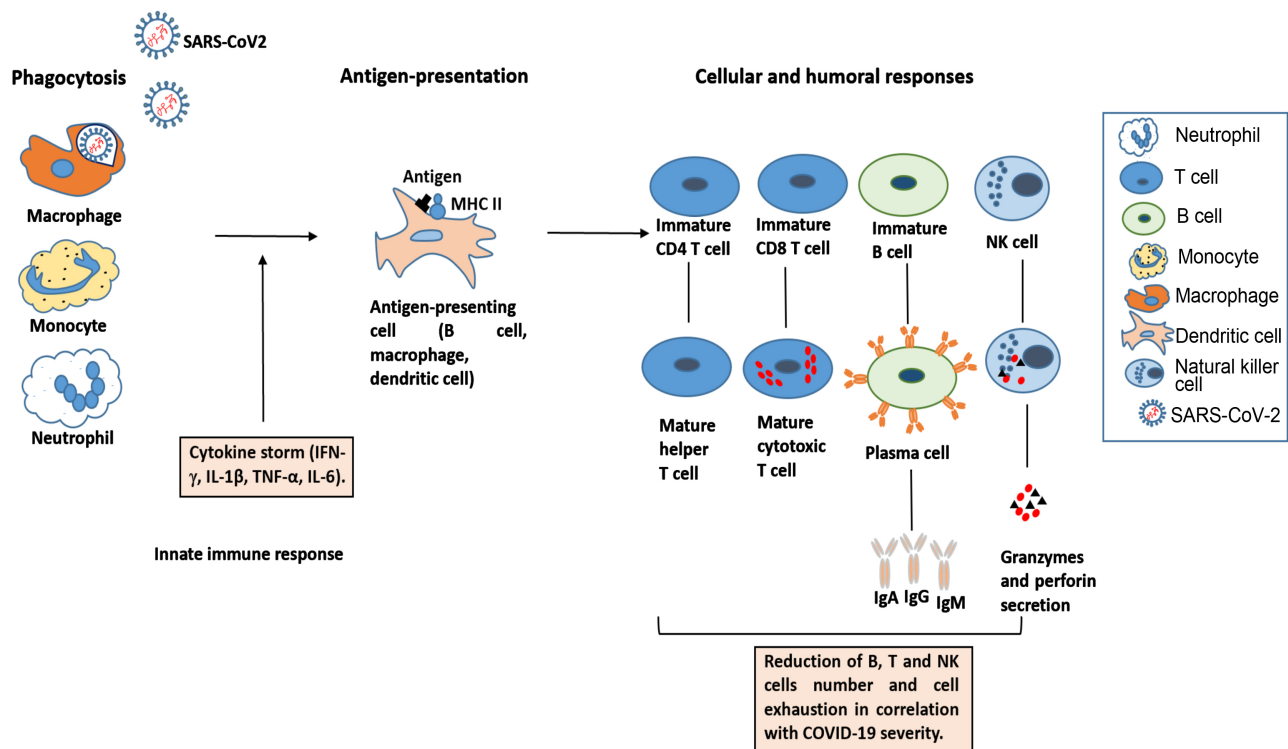 SARS-CoV2
Phagocytosis
Antigen-presentation
Cellular and humoral responses
Macrophage
Monocyte
Neutrophil
Cytokine storm (IFN-
γ, IL-1β, TNF-α, IL-6).
Innate immune response
Antigen
MHC II
Antigen-presenting
cell (B cell,
macrophage,
dendritic cell)
Immature
CD4 T cell
Immature
CD8 T cell
Immature
B cell
NK cell
Mature
helper
T cell
Mature
cytotoxic
T cell
Plasma cell
IgA
IgG
IgM
Granzymes
and perforin
secretion
Reduction of B, T and NK
cells number and cell
exhaustion in correlation
with COVID-19 severity.
Neutrophil
T cell
B cell
Monocyte
Macrophage
Dendritic cell
Natural killer
cell
SARS-CoV-2